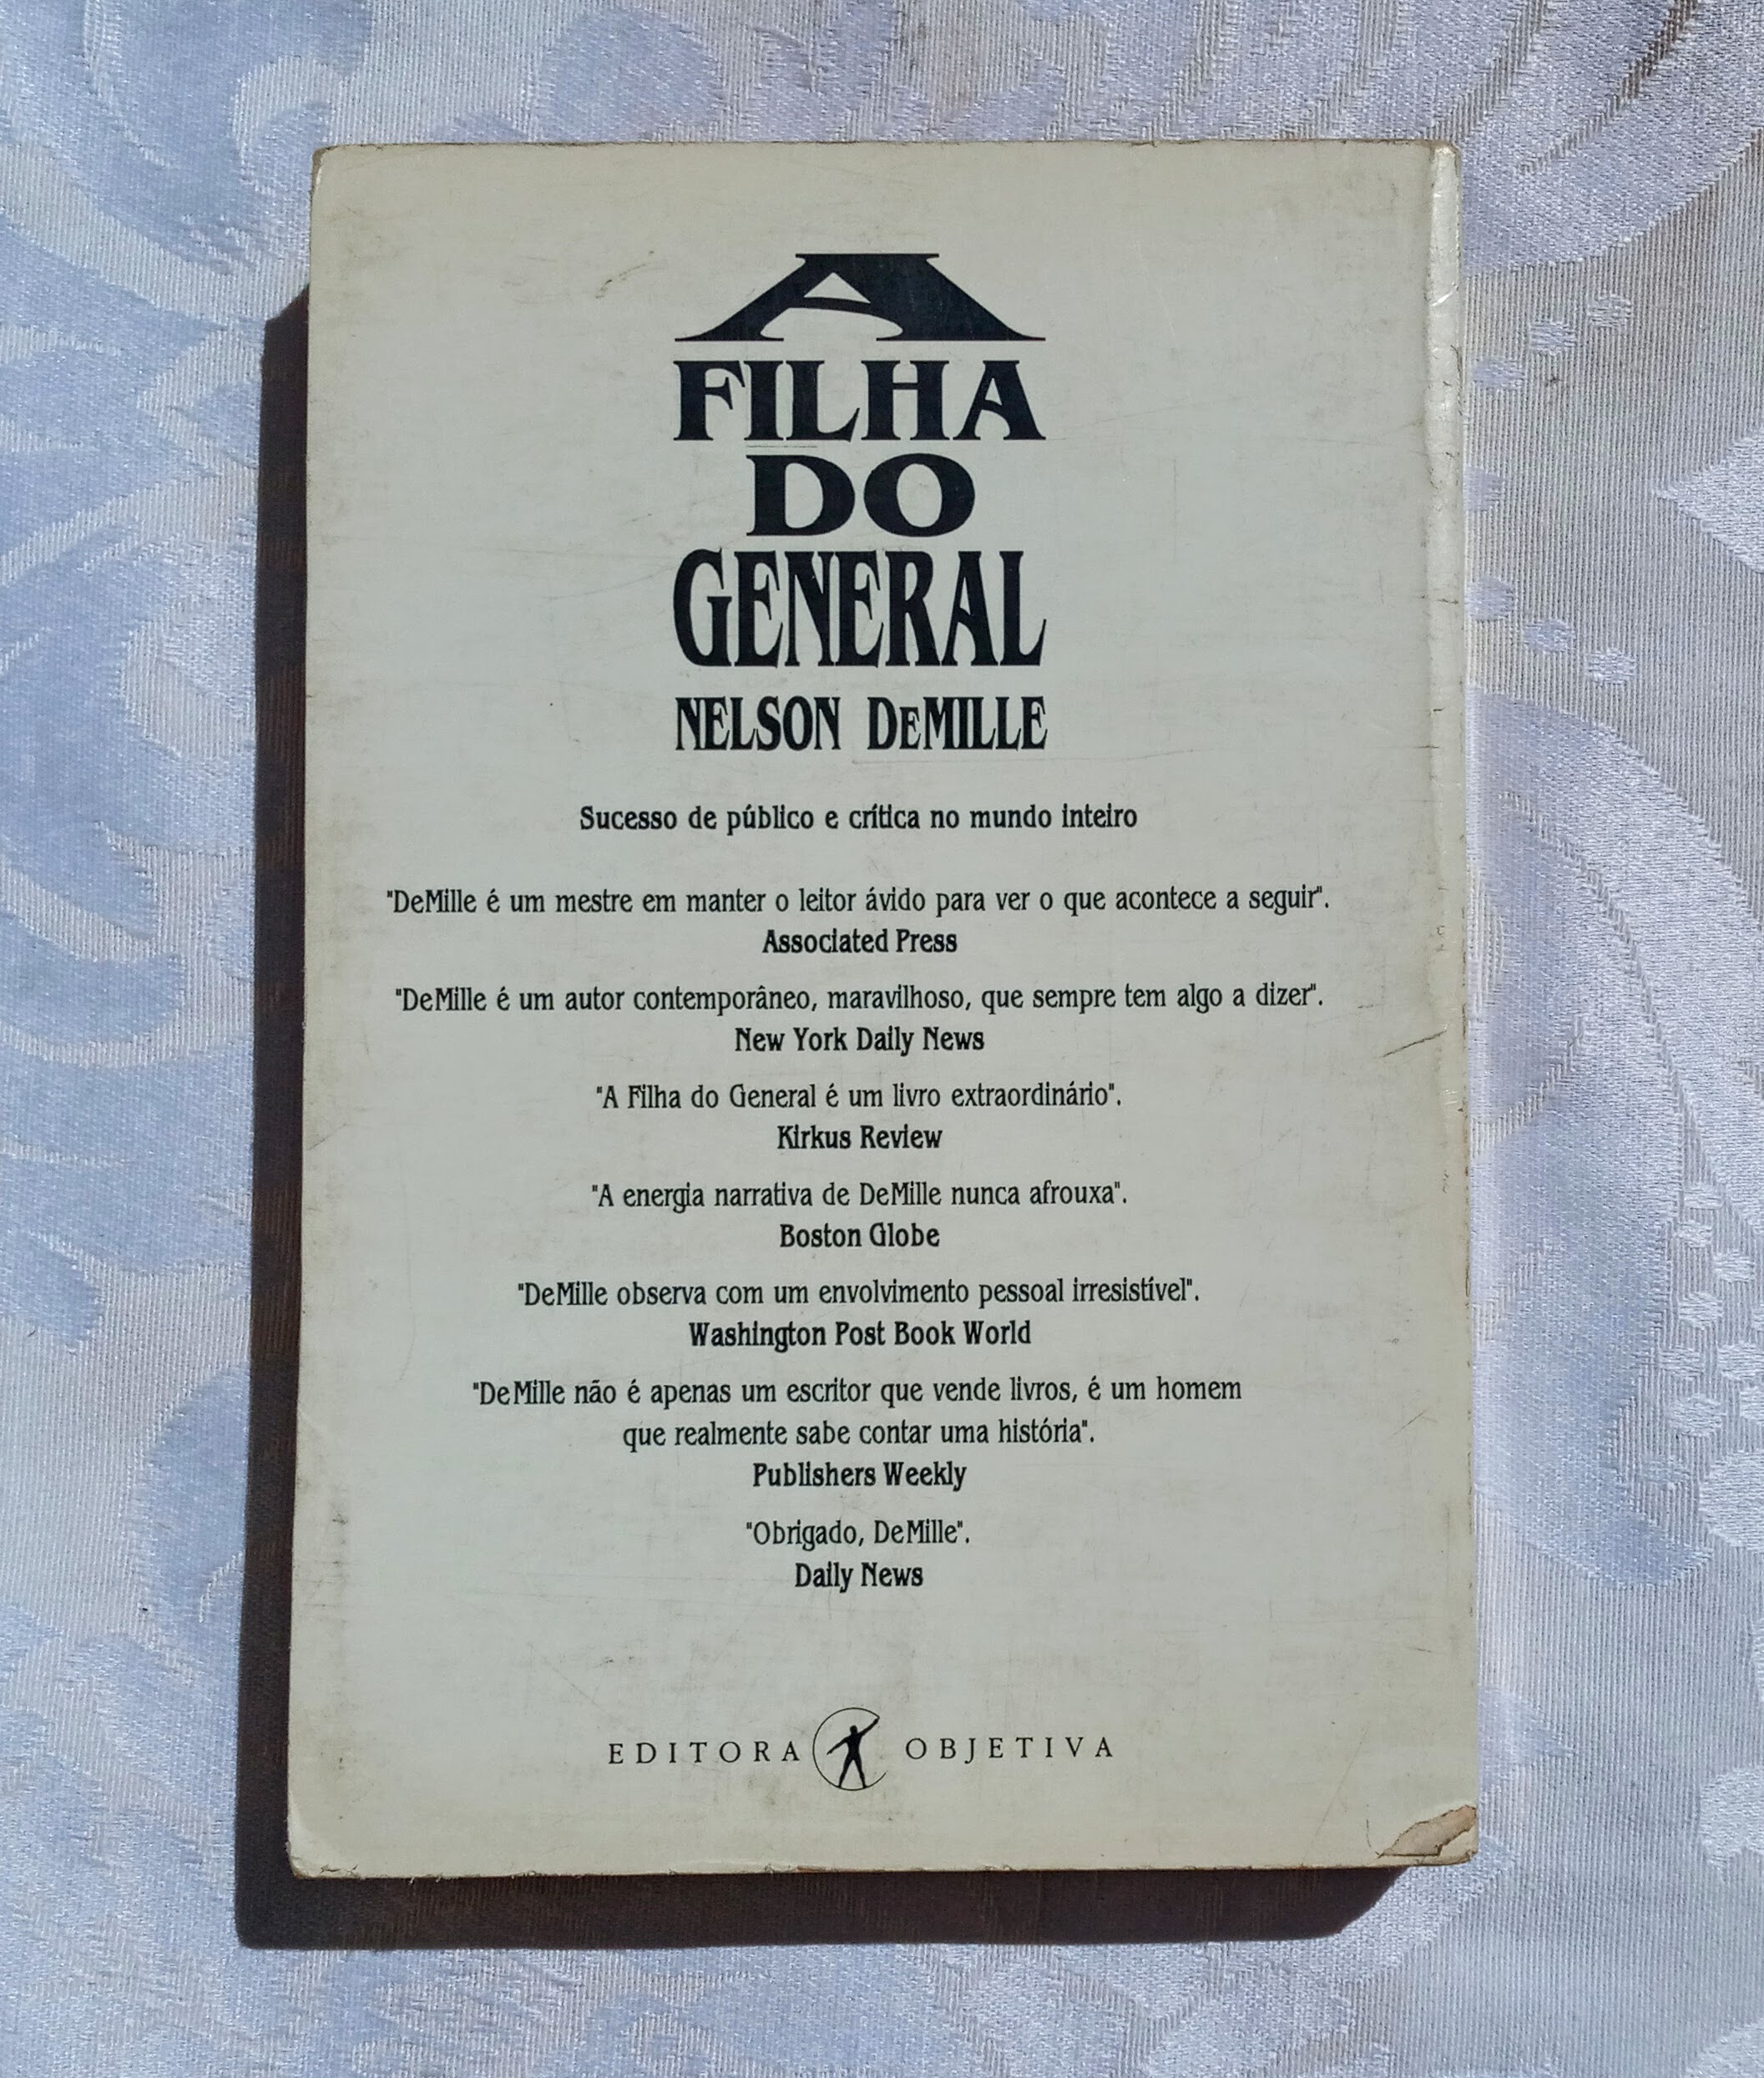 A
FILHA
DO
GENERAL
NELSON DEMILLE
Sucesso de público e crítica no mundo inteiro
"DeMille é um mestre em manter o leitor ávido para ver o que acontece a seguir".
Associated Press
"DeMille é um autor contemporâneo, maravilhoso, que sempre tem algo a dizer".
New York Daily News
"A Filha do General é um livro extraordinário".
Kirkus Review
"A energia narrativa de DeMille nunca afrouxa".
Boston Globe
"DeMille observa com um envolvimento pessoal irresistível".
Washington Post Book World
"DeMille não é apenas um escritor que vende livros, é um homem
que realmente sabe contar uma história".
Publishers Weekly
"Obrigado, DeMille".
Daily News
EDITORA OBJETIVA